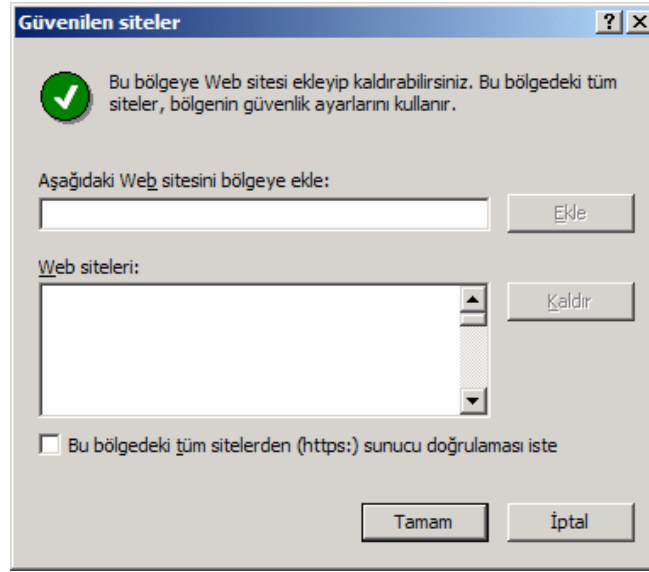 Güvenilen siteler
Bu bölgeye Web sitesi ekleyip kaldırabilirsiniz. Bu bölgedeki tüm
siteler, bölgenin güvenlik ayarlarını kullanır.
Aşağıdaki Web sitesini bölgeye ekle:
Ekle
Web siteleri:
Kaldır
Bu bölgedeki tüm sitelerden (https:) sunucu doğrulaması iste
Tamam
İptal